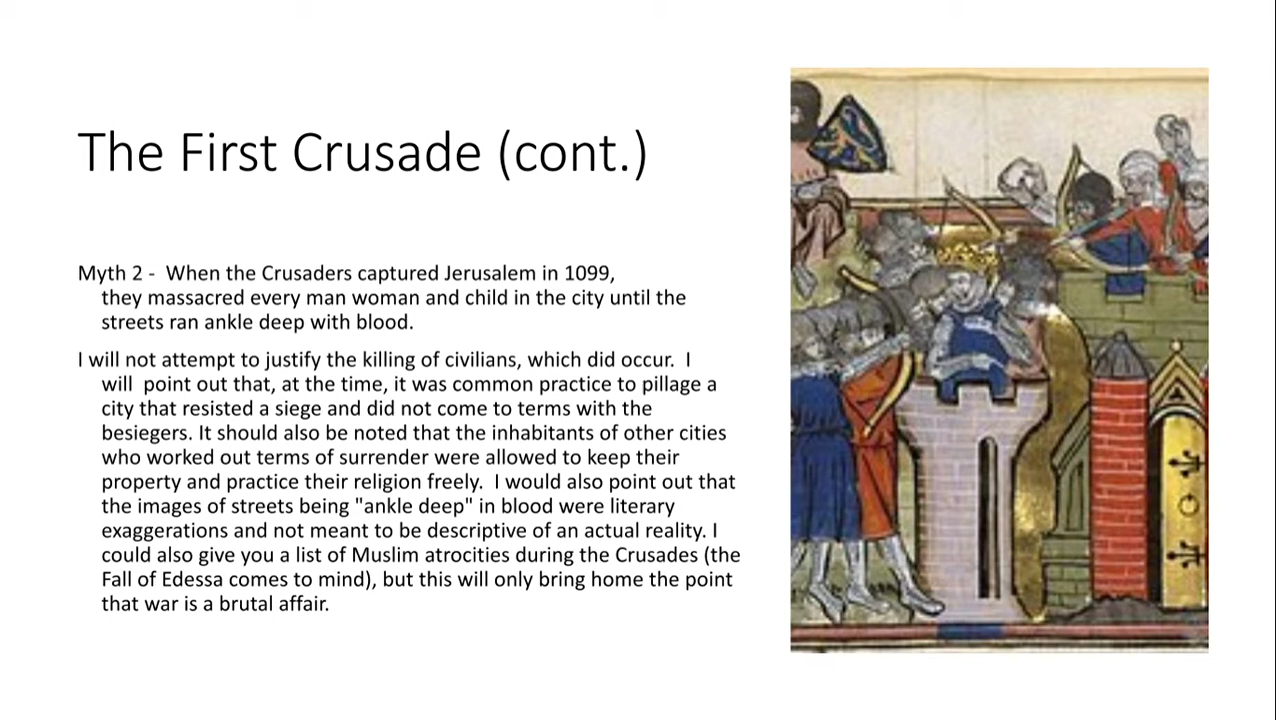 The First Crusade (cont.)
Myth 2 - When the Crusaders captured Jerusalem in 1099,
they massacred every man woman and child in the city until the
streets ran ankle deep with blood.
I will not attempt to justify the killing of civilians, which did occur. I
will point out that, at the time, it was common practice to pillage a
city that resisted a siege and did not come to terms with the
besiegers. It should also be noted that the inhabitants of other cities
who worked out terms of surrender were allowed to keep their
property and practice their religion freely. I would also point out that
the images of streets being "ankle deep" in blood were literary
exaggerations and not meant to be descriptive of an actual reality. I
could also give you a list of Muslim atrocities during the Crusades (the
Fall of Edessa comes to mind), but this will only bring home the point
that war is a brutal affair.